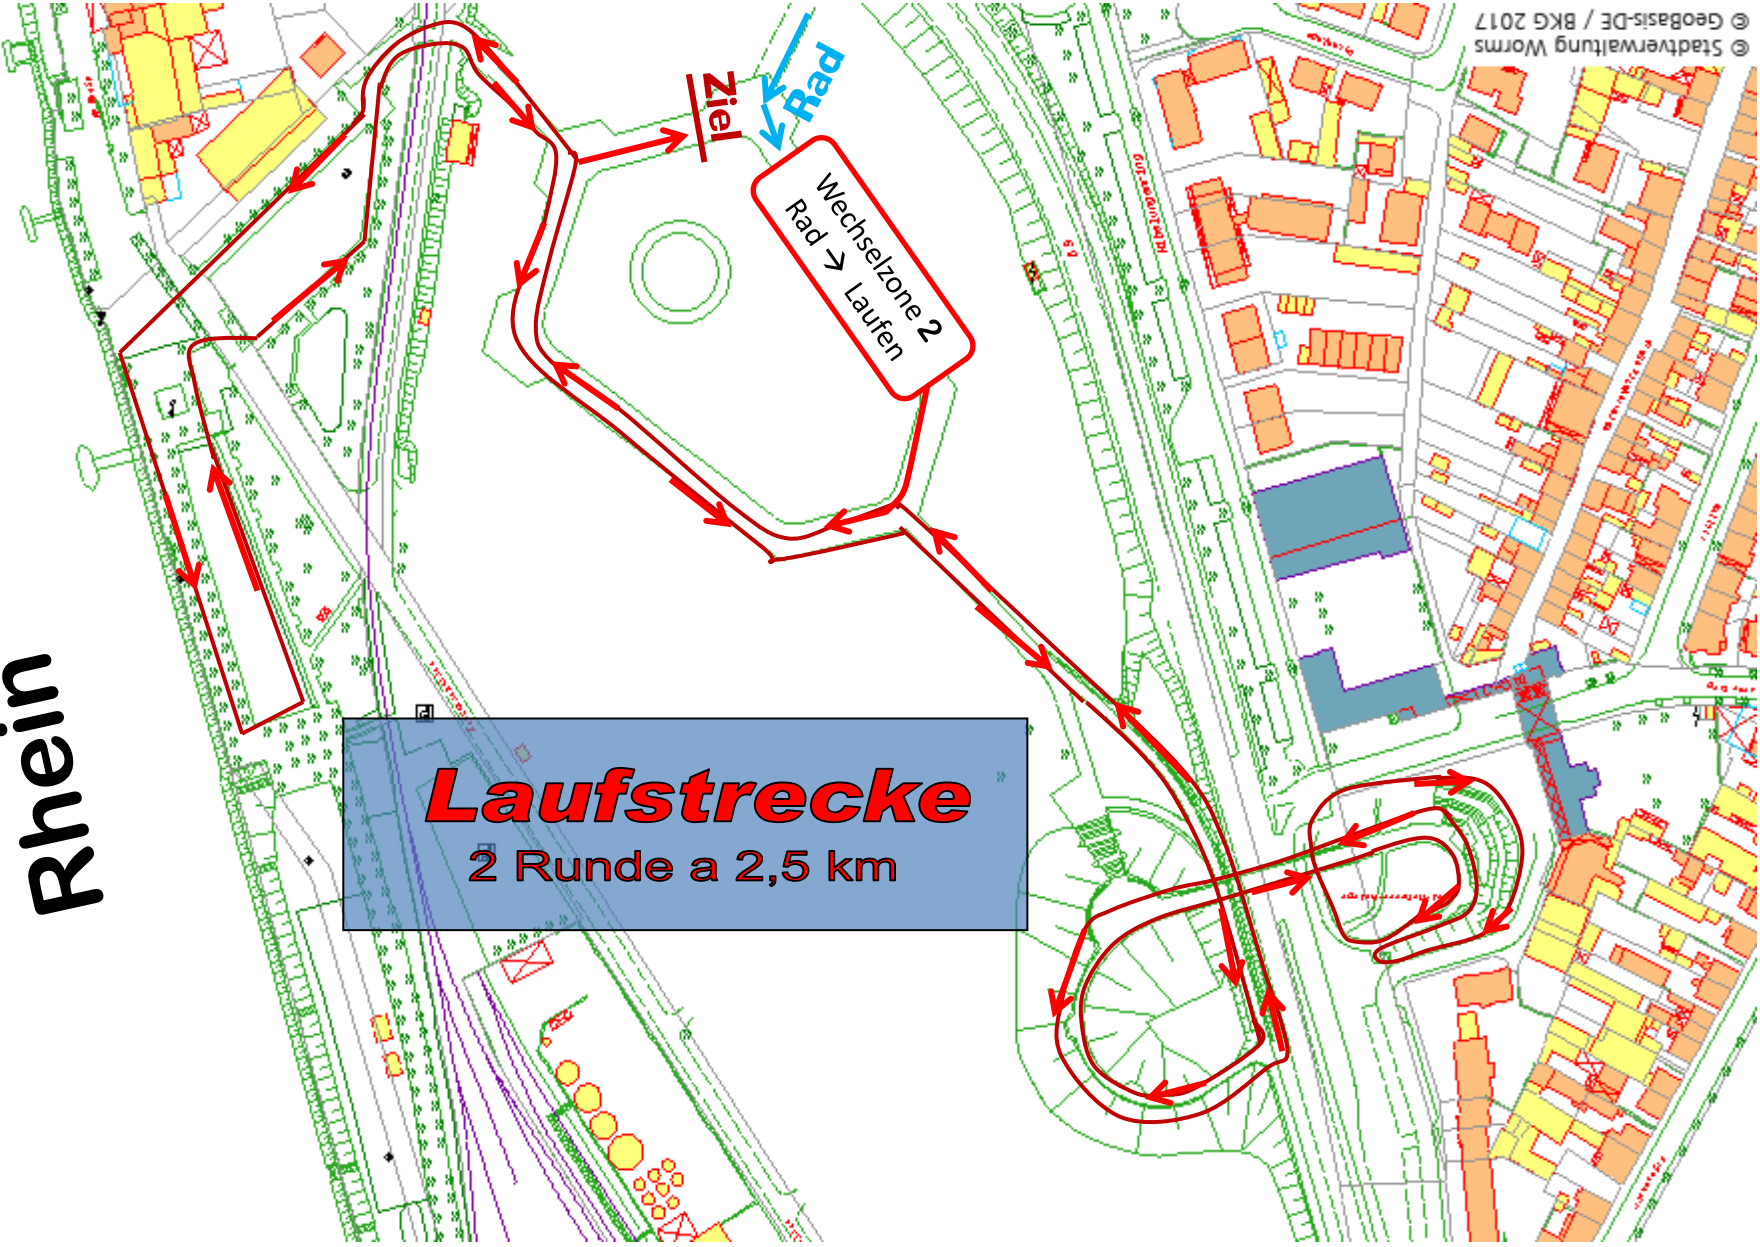 © Stadtverwaltung Worms
© GeoBasis-DE / BKG 2017
Ziel
Rad
Wechselzone 2
Rad → Laufen
B 9
Rhein
Laufstrecke
2 Runde a 2,5 km